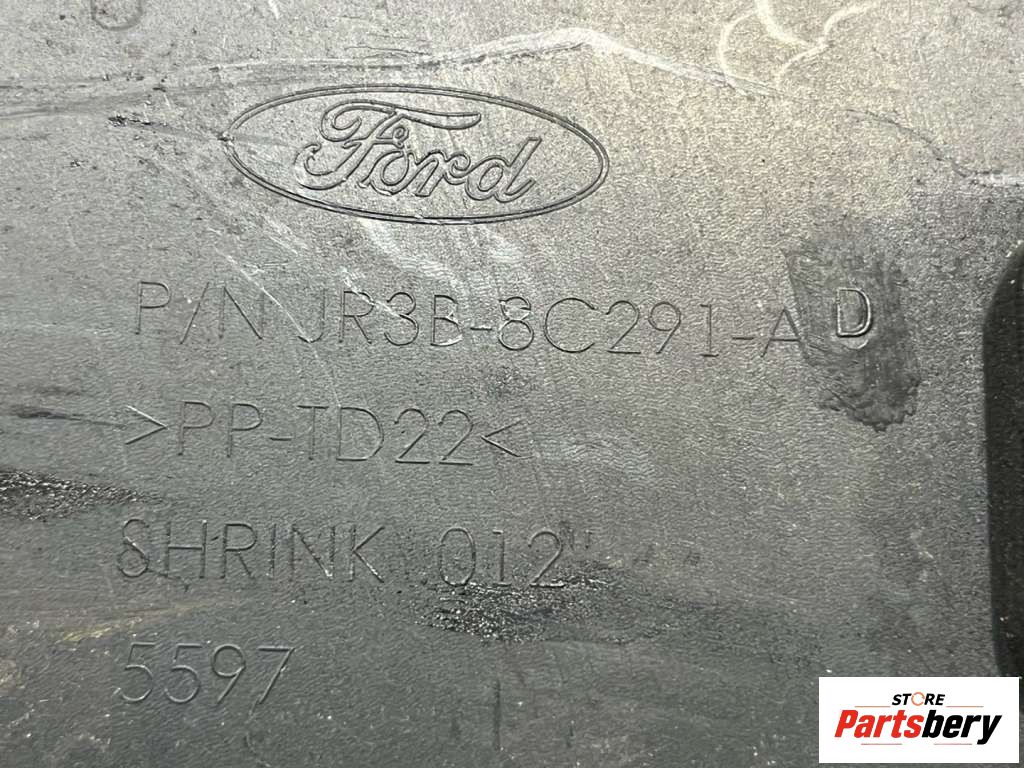 Ford
P/N JR3B-8C291-AD
>PP-TD22<
SHRINK .012"
5597
STORE
Partsbery